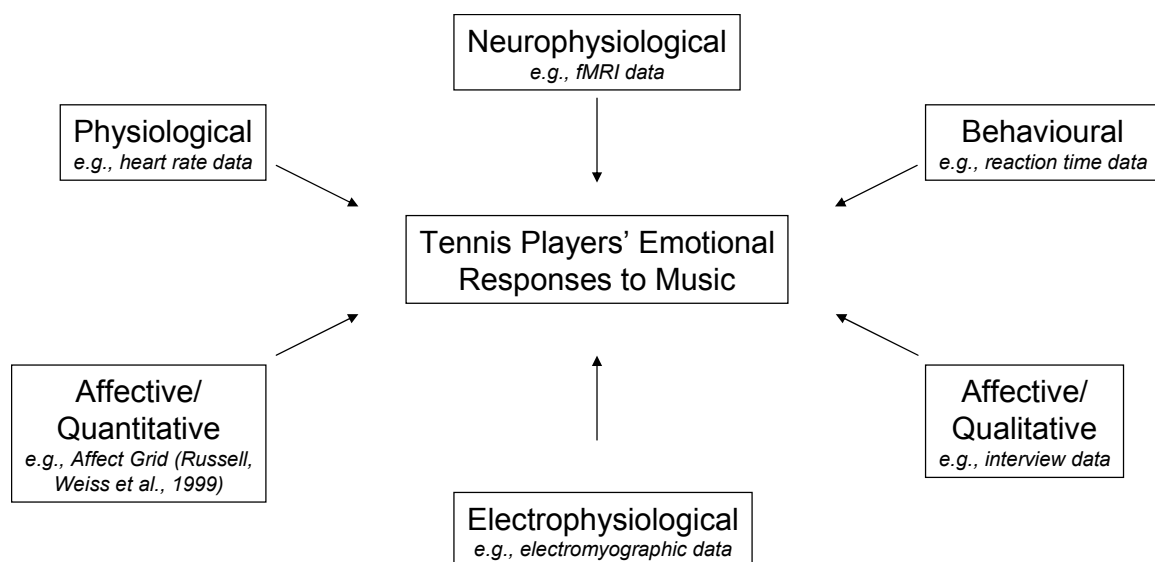 Neurophysiological
e.g., fMRI data
Physiological
e.g., heart rate data
Behavioural
e.g., reaction time data
Tennis Players’ Emotional
Responses to Music
Affective/
Quantitative
e.g., Affect Grid (Russell,
Weiss et al., 1999)
Affective/
Qualitative
e.g., interview data
Electrophysiological
e.g., electromyographic data